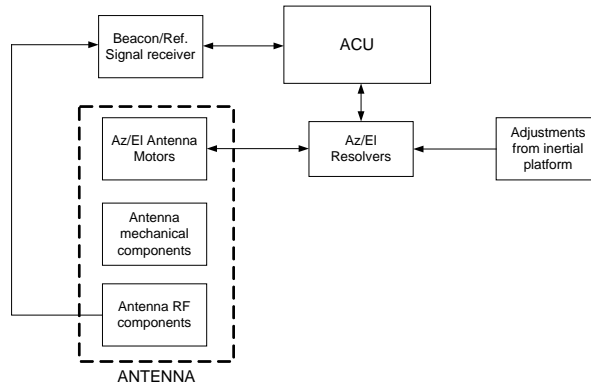 Beacon/Ref.
Signal receiver
ACU
Az/El Antenna
Motors
Az/El
Resolvers
Adjustments
from inertial
platform
Antenna
mechanical
components
Antenna RF
components
ANTENNA